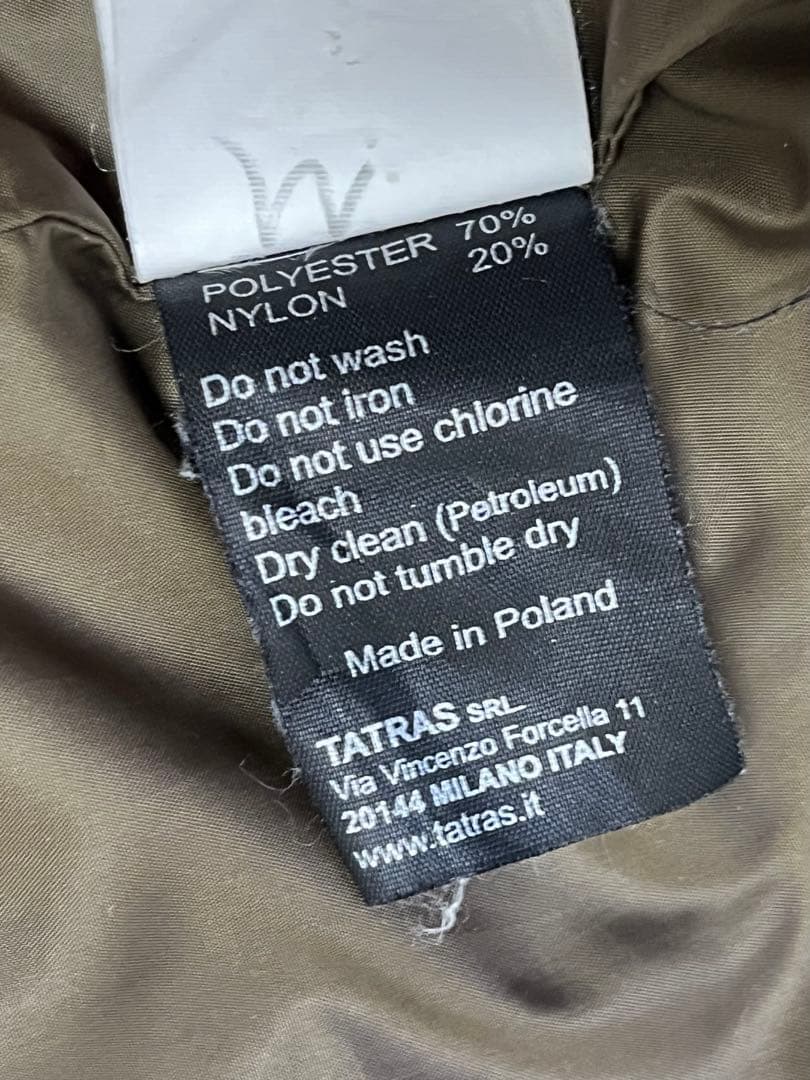 POLYESTER 70%
NYLON 20%
Do not wash
Do not iron
Do not use chlorine
bleach
Dry clean (Petroleum)
Do not tumble dry
Made in Poland
TATRAS SRL
Via Vincenzo Forcella 11
20144 MILANO ITALY
www.tatras.it